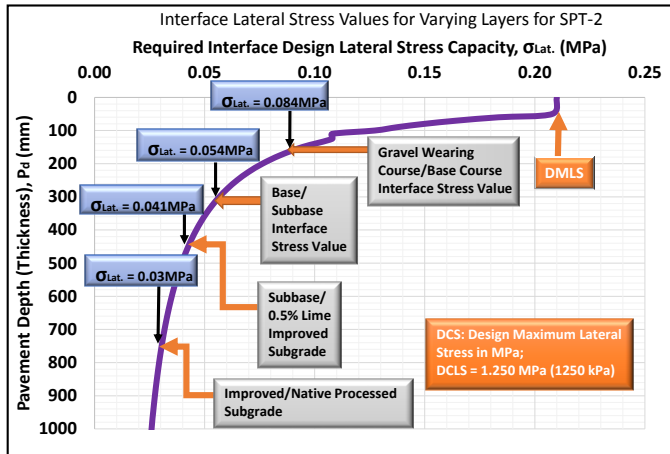 Interface Lateral Stress Values for Varying Layers for SPT-2
Required Interface Design Lateral Stress Capacity, σLat. (MPa)
0.00 0.05 0.10 0.15 0.20 0.25
Pavement Depth (Thickness), Pd (mm)
0
100
200
300
400
500
600
700
800
900
1000
σLat. = 0.084MPa
σLat. = 0.054MPa
σLat. = 0.041MPa
σLat. = 0.03MPa
Gravel Wearing
Course/Base Course
Interface Stress Value
DMLS
Base/
Subbase
Interface
Stress Value
Subbase/
0.5% Lime
Improved
Subgrade
Improved/Native Processed
Subgrade
DCS: Design Maximum Lateral
Stress in MPa;
DCLS = 1.250 MPa (1250 kPa)